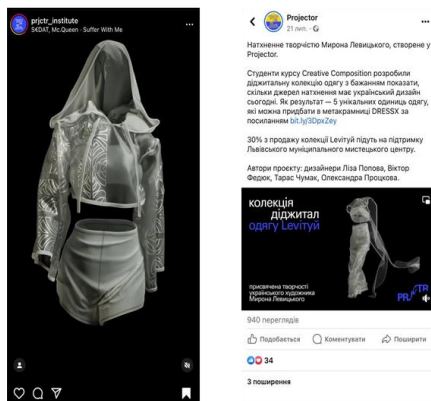 prjctr_institute
S€DAT, Mc.Queen · Suffer With Me
Projector
21 лип. ·
Натхненне творчістю Мирона Левицького, створене у
Projector.
Студенти курсу Creative Composition розробили
діджитальну колекцію одягу з бажанням показати,
скільки джерел натхнення має український дизайн
сьогодні. Як результат — 5 унікальних одиниць одягу,
які можна придбати в метакрамниці DRESSX за
посиланням bit.ly/3DpxZey
30% з продажу колекції Levітуй підуть на підтримку
Львівського муніципального мистецького центру.
Автори проєкту: дизайнери Ліза Попова, Віктор
Федюк, Тарас Чумак, Олександра Процкова.
колекція
діджитал
одягу Levітуй
присвячена творчості
українського художника
Мирона Левицького
PRJCTR
940 переглядів
Подобається
Коментувати
Поширити
34
3 поширення